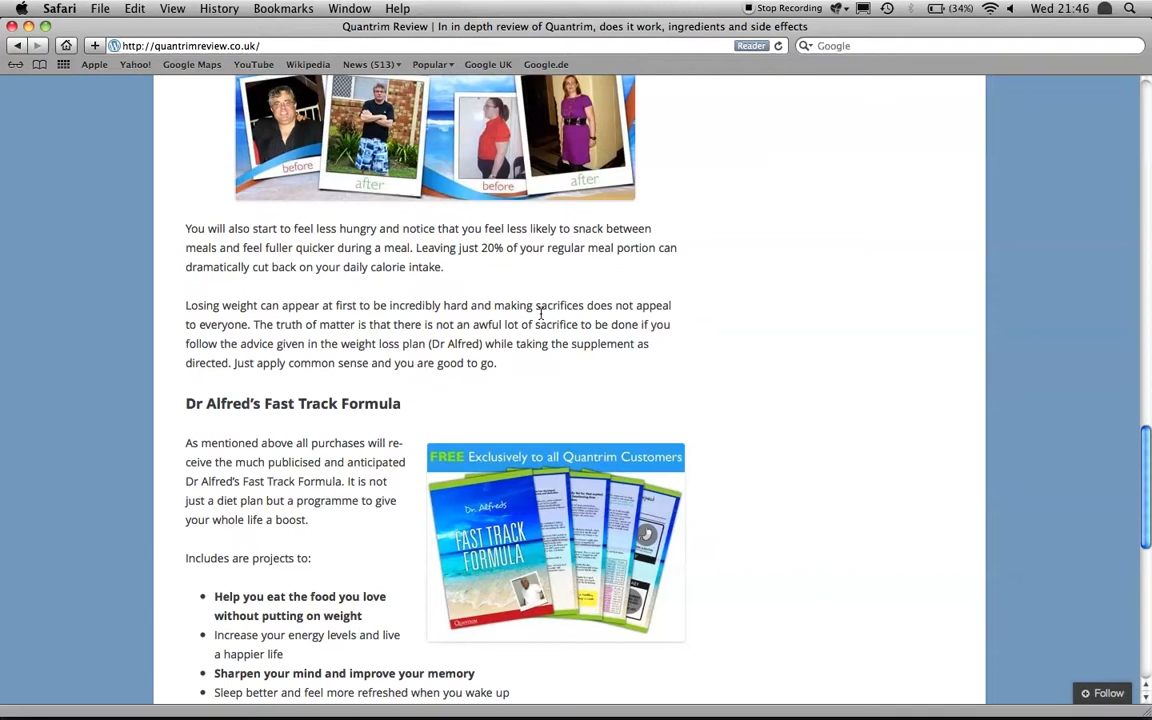 Safari File Edit View History Bookmarks Window Help Stop Recording (34%) Wed 21:46
Quantrim Review | In in depth review of Quantrim, does it work, ingredients and side effects
http://quantrimreview.co.uk/ Reader Google
Apple Yahoo! Google Maps YouTube Wikipedia News (513) Popular Google UK Google.de
before after before after
You will also start to feel less hungry and notice that you feel less likely to snack between
meals and feel fuller quicker during a meal. Leaving just 20% of your regular meal portion can
dramatically cut back on your daily calorie intake.
Losing weight can appear at first to be incredibly hard and making sacrifices does not appeal
to everyone. The truth of matter is that there is not an awful lot of sacrifice to be done if you
follow the advice given in the weight loss plan (Dr Alfred) while taking the supplement as
directed. Just apply common sense and you are good to go.
Dr Alfred's Fast Track Formula
As mentioned above all purchases will re-
ceive the much publicised and anticipated
Dr Alfred's Fast Track Formula. It is not
just a diet plan but a programme to give
your whole life a boost.
FREE Exclusively to all Quantrim Customers
Dr. Alfred's
FAST TRACK
FORMULA
Quantrim
Includes are projects to:
Help you eat the food you love
without putting on weight
Increase your energy levels and live
a happier life
Sharpen your mind and improve your memory
Sleep better and feel more refreshed when you wake up
Follow